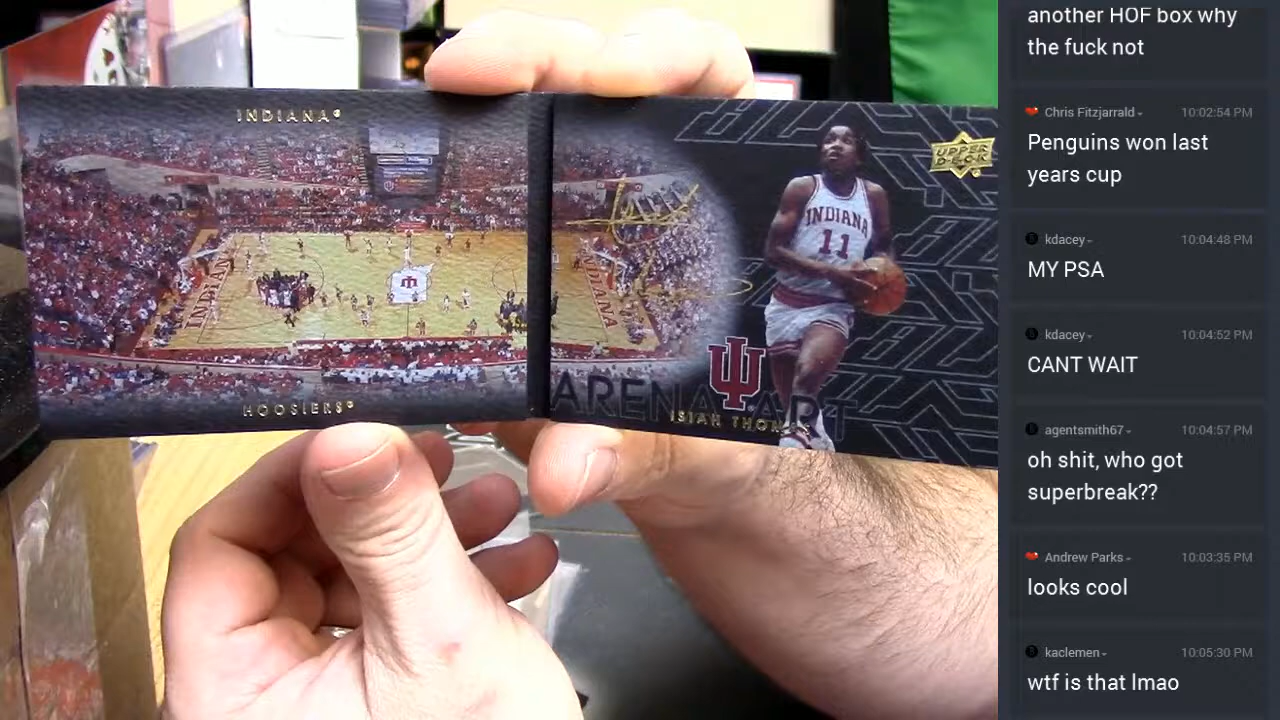 INDIANA
HOOSIERS
INDIANA
INDIANA
UPPER
DECK
INDIANA
11
ARENA ART
ISIAH THOMAS
another HOF box why
the fuck not
Chris Fitzjarrald
10:02:54 PM
Penguins won last
years cup
kdacey
10:04:48 PM
MY PSA
kdacey
10:04:52 PM
CANT WAIT
agentsmith67
10:04:57 PM
oh shit, who got
superbreak??
Andrew Parks
10:03:35 PM
looks cool
kaclemen
10:05:30 PM
wtf is that lmao